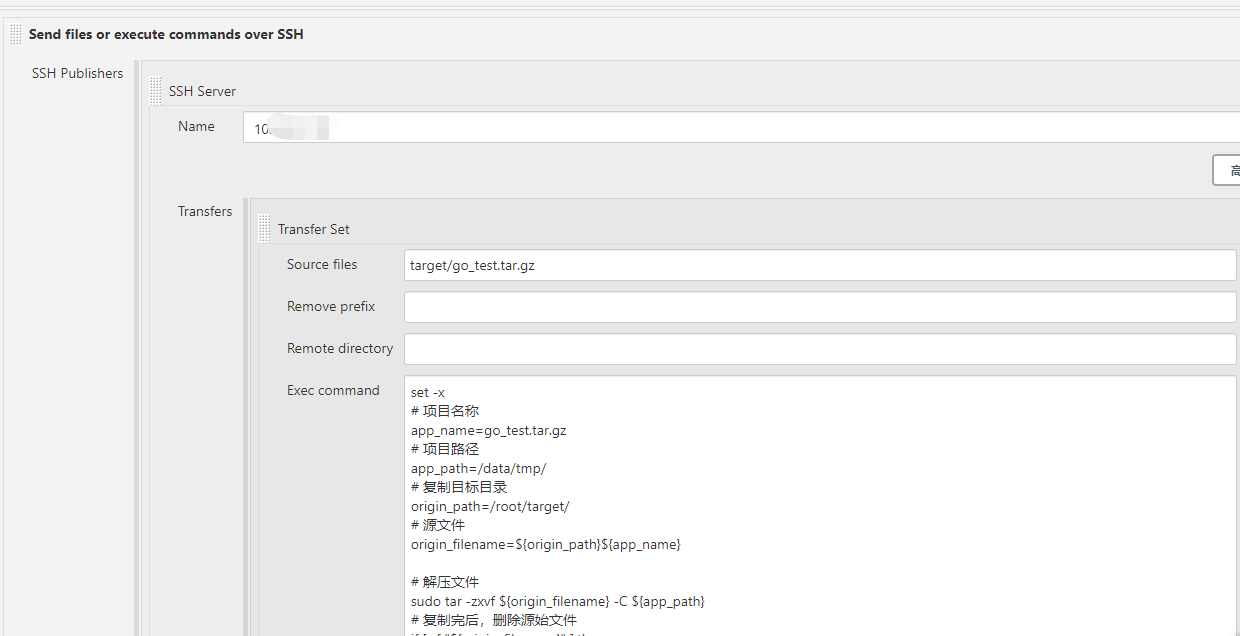 Send files or execute commands over SSH
SSH Publishers
SSH Server
Name
10.
高
Transfers
Transfer Set
Source files
target/go_test.tar.gz
Remove prefix
Remote directory
Exec command
set -x
# 项目名称
app_name=go_test.tar.gz
# 项目路径
app_path=/data/tmp/
# 复制目标目录
origin_path=/root/target/
# 源文件
origin_filename=${origin_path}${app_name}
# 解压文件
sudo tar -zxvf ${origin_filename} -C ${app_path}
# 复制完后，删除源始文件